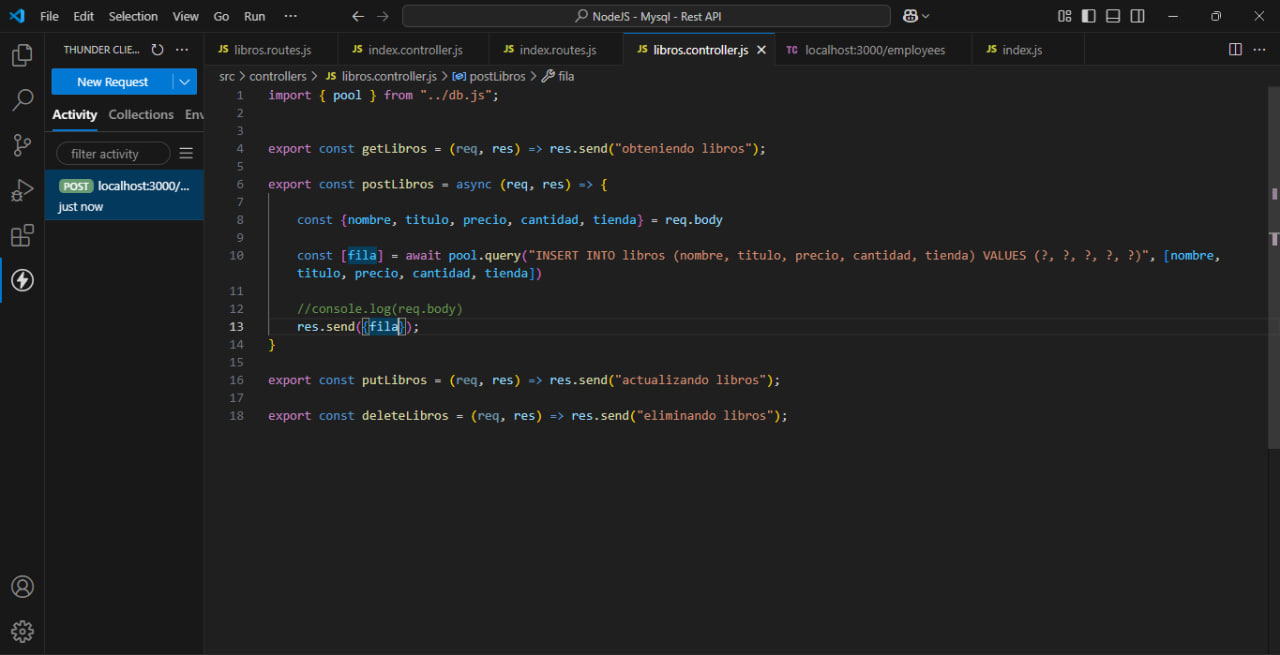 File Edit Selection View Go Run ··· NodeJS - Mysql - Rest API
THUNDER CLIE... ···
JS libros.routes.js JS index.controller.js JS index.routes.js JS libros.controller.js TC localhost:3000/employees JS index.js ···
New Request
Activity Collections Env
filter activity
POST localhost:3000/...
just now
src > controllers > JS libros.controller.js > postLibros > fila
1 import { pool } from "../db.js";
2
3
4 export const getLibros = (req, res) => res.send("obteniendo libros");
5
6 export const postLibros = async (req, res) => {
7
8 const {nombre, titulo, precio, cantidad, tienda} = req.body
9
10 const [fila] = await pool.query("INSERT INTO libros (nombre, titulo, precio, cantidad, tienda) VALUES (?, ?, ?, ?, ?)", [nombre,
titulo, precio, cantidad, tienda])
11
12 //console.log(req.body)
13 res.send({fila});
14 }
15
16 export const putLibros = (req, res) => res.send("actualizando libros");
17
18 export const deleteLibros = (req, res) => res.send("eliminando libros");